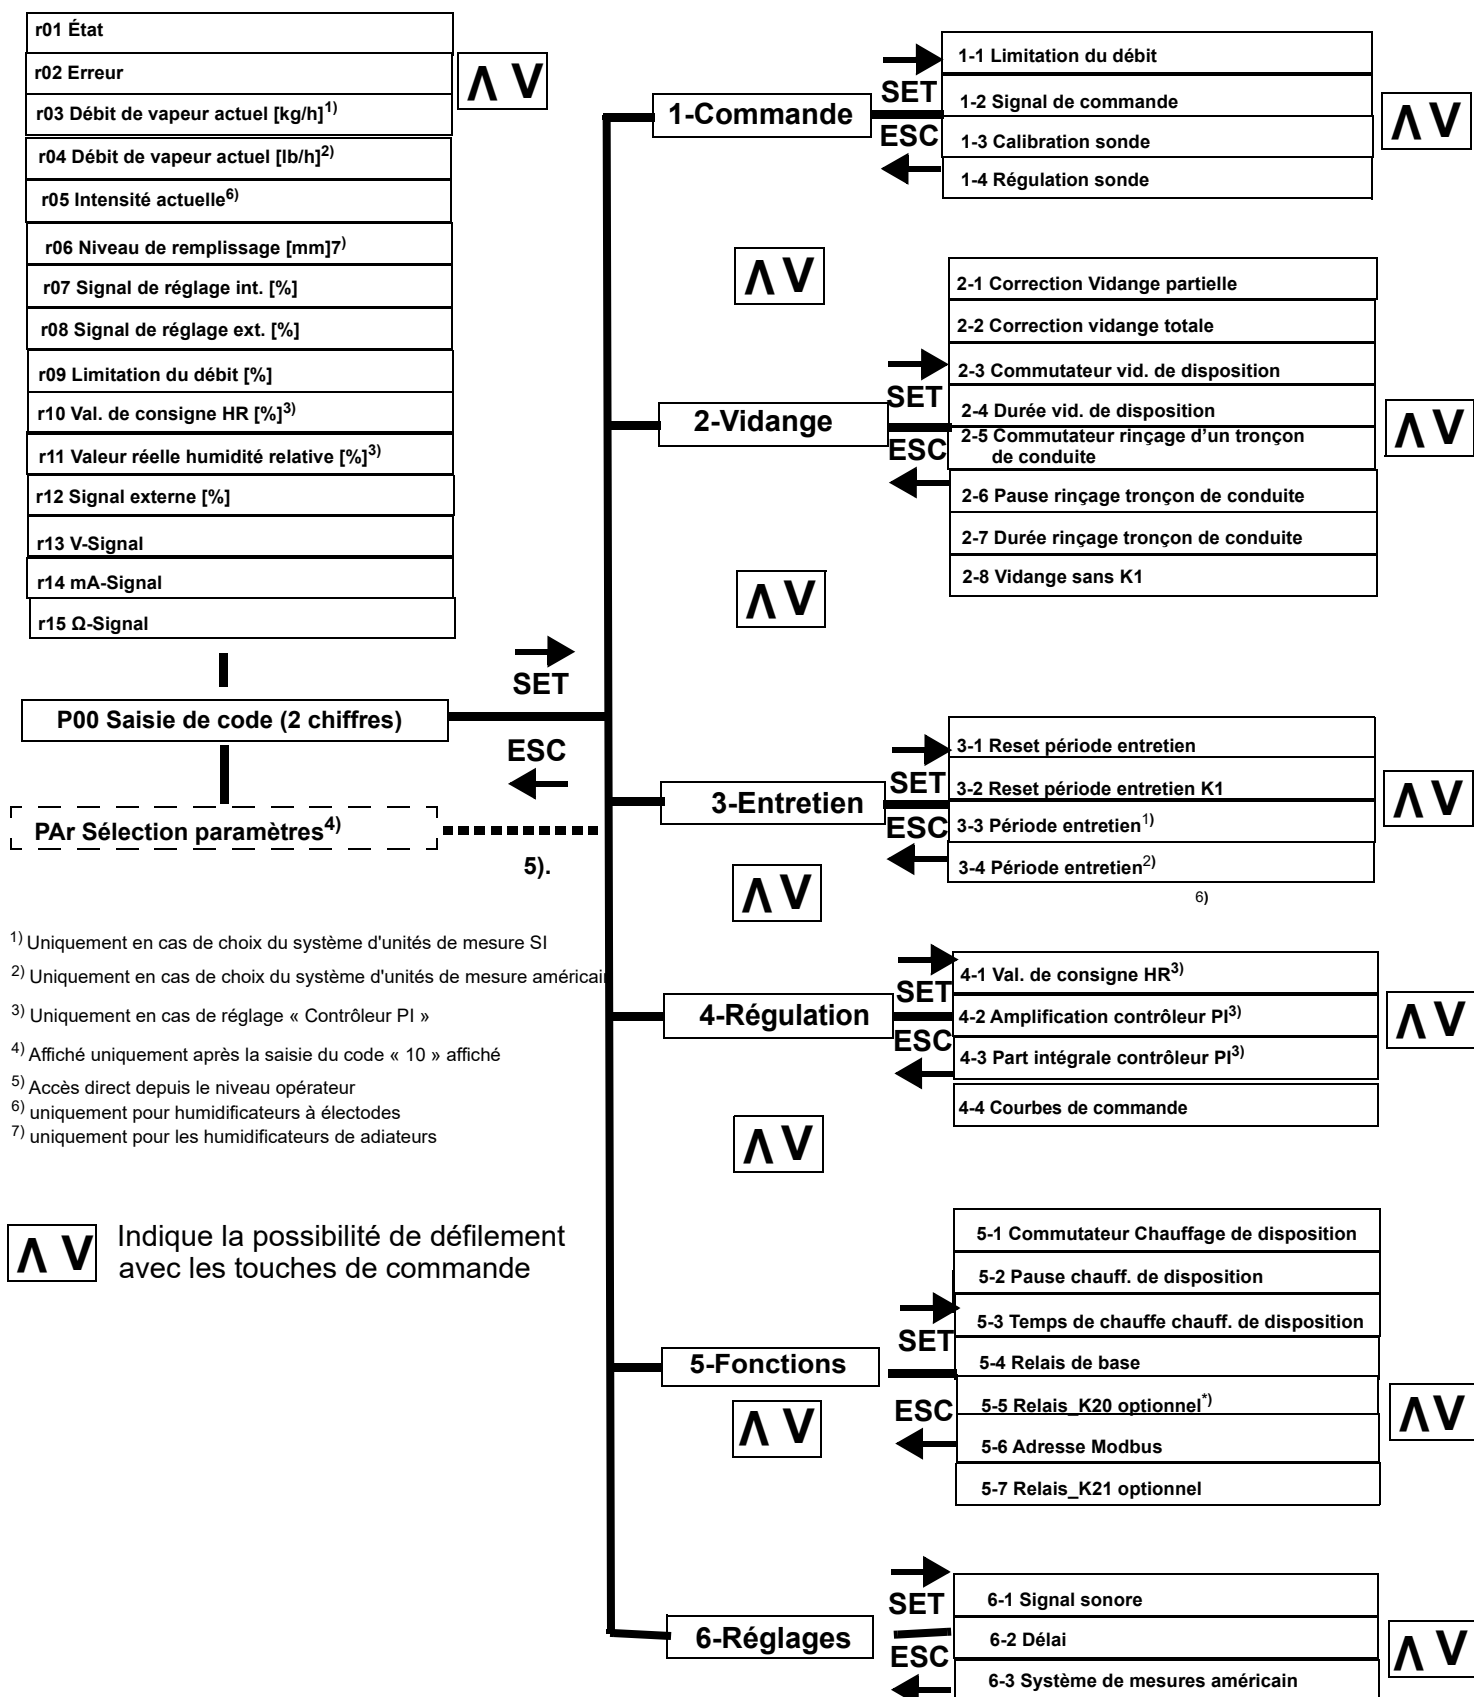 r01 État
r02 Erreur
r03 Débit de vapeur actuel [kg/h]1)
r04 Débit de vapeur actuel [lb/h]2)
r05 Intensité actuelle6)
r06 Niveau de remplissage [mm]7)
r07 Signal de réglage int. [%]
r08 Signal de réglage ext. [%]
r09 Limitation du débit [%]
r10 Val. de consigne HR [%]3)
r11 Valeur réelle humidité relative [%]3)
r12 Signal externe [%]
r13 V-Signal
r14 mA-Signal
r15 Ω-Signal
Λ V
P00 Saisie de code (2 chiffres)
SET
ESC
PAr Sélection paramètres4)
5).
1) Uniquement en cas de choix du système d'unités de mesure SI
2) Uniquement en cas de choix du système d'unités de mesure américain
3) Uniquement en cas de réglage « Contrôleur PI »
4) Affiché uniquement après la saisie du code « 10 » affiché
5) Accès direct depuis le niveau opérateur
6) uniquement pour humidificateurs à électodes
7) uniquement pour les humidificateurs de adiateurs
Λ V
Indique la possibilité de défilement
avec les touches de commande
1-Commande
SET
ESC
1-1 Limitation du débit
1-2 Signal de commande
1-3 Calibration sonde
1-4 Régulation sonde
Λ V
Λ V
2-Vidange
SET
ESC
2-1 Correction Vidange partielle
2-2 Correction vidange totale
2-3 Commutateur vid. de disposition
2-4 Durée vid. de disposition
2-5 Commutateur rinçage d'un tronçon
de conduite
2-6 Pause rinçage tronçon de conduite
2-7 Durée rinçage tronçon de conduite
2-8 Vidange sans K1
Λ V
Λ V
3-Entretien
SET
ESC
3-1 Reset période entretien
3-2 Reset période entretien K1
3-3 Période entretien1)
3-4 Période entretien2)
6)
Λ V
Λ V
4-Régulation
SET
ESC
4-1 Val. de consigne HR3)
4-2 Amplification contrôleur PI3)
4-3 Part intégrale contrôleur PI3)
4-4 Courbes de commande
Λ V
Λ V
5-Fonctions
SET
ESC
5-1 Commutateur Chauffage de disposition
5-2 Pause chauff. de disposition
5-3 Temps de chauffe chauff. de disposition
5-4 Relais de base
5-5 Relais_K20 optionnel*)
5-6 Adresse Modbus
5-7 Relais_K21 optionnel
Λ V
Λ V
6-Réglages
SET
ESC
6-1 Signal sonore
6-2 Délai
6-3 Système de mesures américain
Λ V